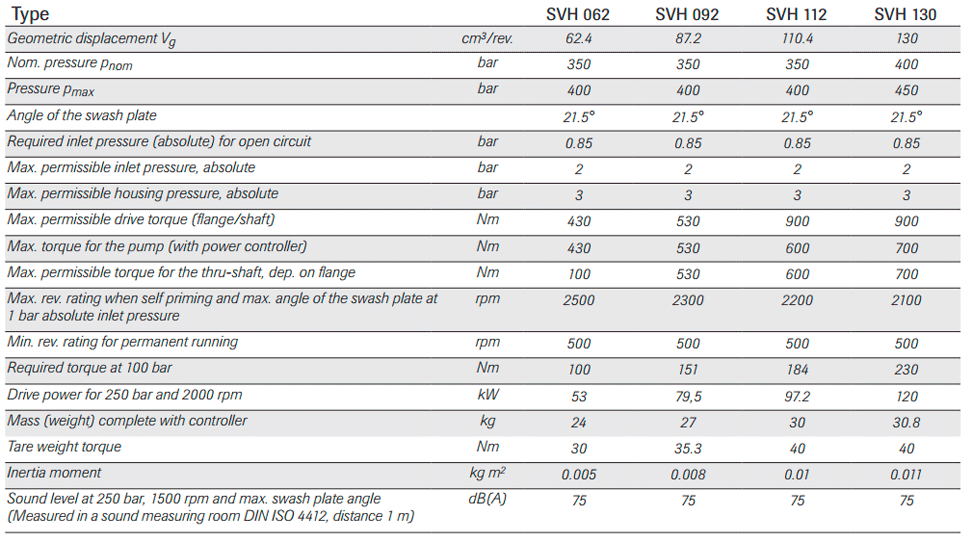 Type SVH 062 SVH 092 SVH 112 SVH 130
Geometric displacement Vg cm³/rev. 62.4 87.2 110.4 130
Nom. pressure pnom bar 350 350 350 400
Pressure pmax bar 400 400 400 450
Angle of the swash plate 21.5° 21.5° 21.5° 21.5°
Required inlet pressure (absolute) for open circuit bar 0.85 0.85 0.85 0.85
Max. permissible inlet pressure, absolute bar 2 2 2 2
Max. permissible housing pressure, absolute bar 3 3 3 3
Max. permissible drive torque (flange/shaft) Nm 430 530 900 900
Max. torque for the pump (with power controller) Nm 430 530 600 700
Max. permissible torque for the thru-shaft, dep. on flange Nm 100 530 600 700
Max. rev. rating when self priming and max. angle of the swash plate at rpm 2500 2300 2200 2100
1 bar absolute inlet pressure
Min. rev. rating for permanent running rpm 500 500 500 500
Required torque at 100 bar Nm 100 151 184 230
Drive power for 250 bar and 2000 rpm kW 53 79,5 97.2 120
Mass (weight) complete with controller kg 24 27 30 30.8
Tare weight torque Nm 30 35.3 40 40
Inertia moment kg m² 0.005 0.008 0.01 0.011
Sound level at 250 bar, 1500 rpm and max. swash plate angle dB(A) 75 75 75 75
(Measured in a sound measuring room DIN ISO 4412, distance 1 m)